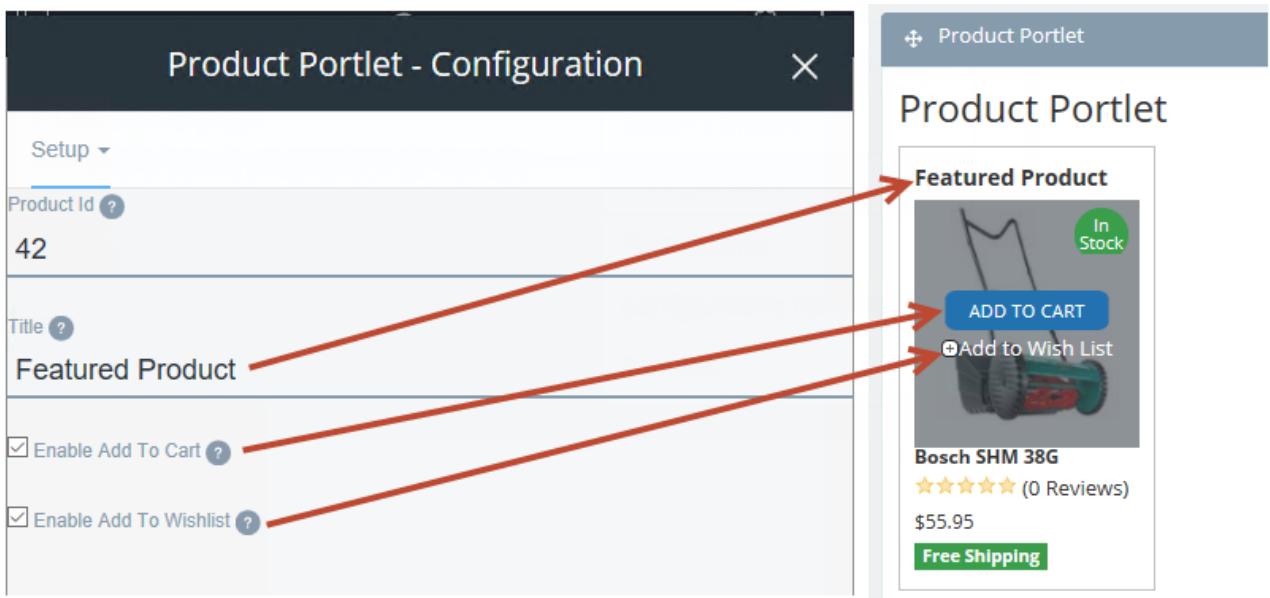 Product Portlet - Configuration
Setup
Product Id ?
42
Title ?
Featured Product
Enable Add To Cart ?
Enable Add To Wishlist ?
Product Portlet
Product Portlet
Featured Product
In
Stock
ADD TO CART
Add to Wish List
Bosch SHM 38G
(0 Reviews)
$55.95
Free Shipping